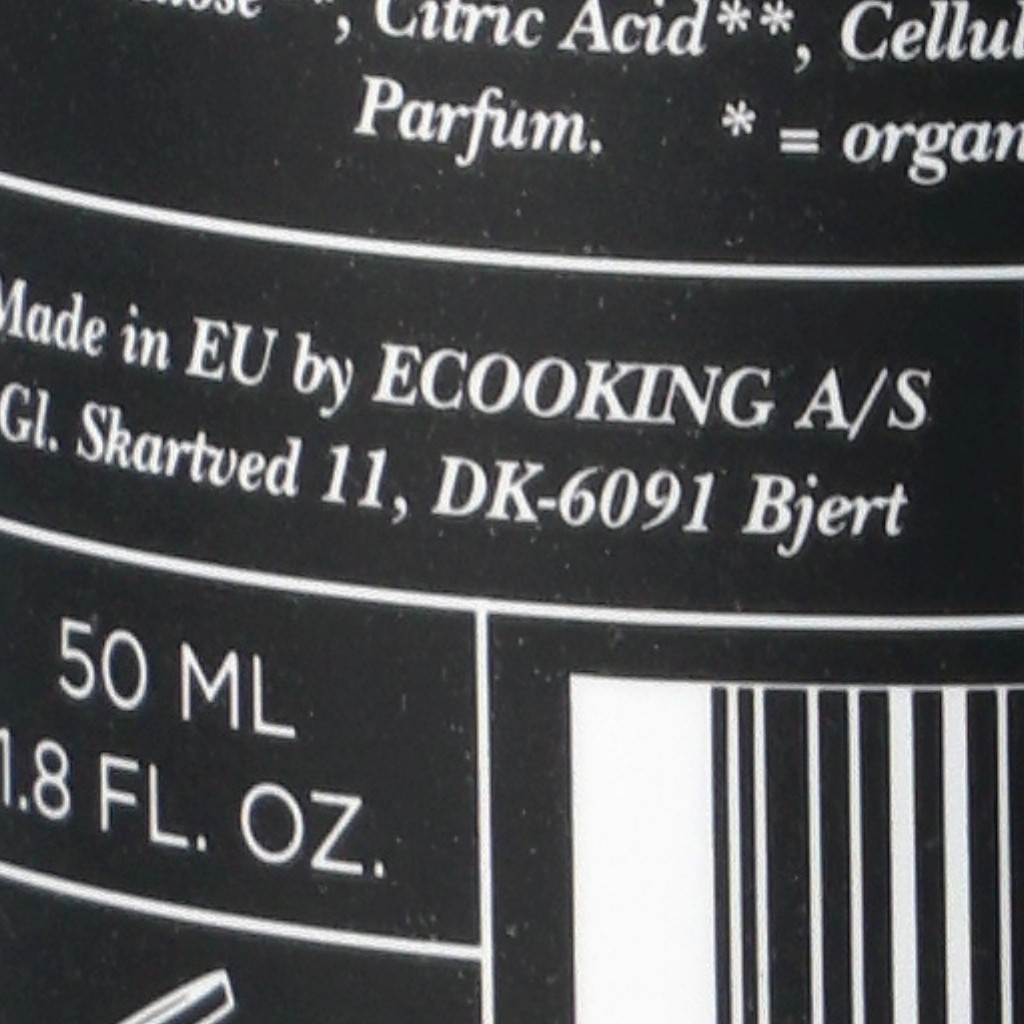 **, Citric Acid**, Cellul
Parfum. * = organ
Made in EU by ECOOKING A/S
Gl. Skartved 11, DK-6091 Bjert
50 ML
1.8 FL. OZ.